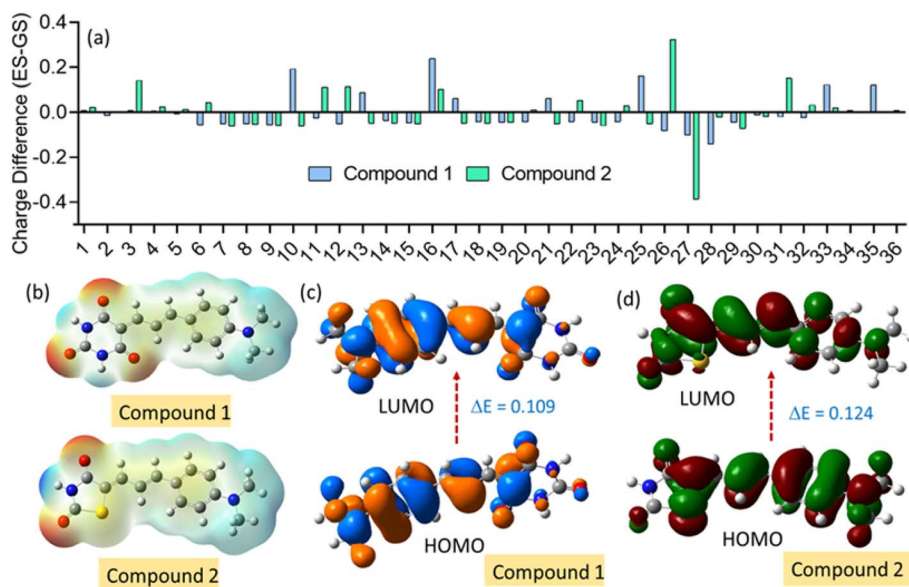 (a)
Charge Difference (ES-GS)
0.4
0.2
0.0
-0.2
-0.4
Compound 1 Compound 2
1 2 3 4 5 6 7 8 9 10 11 12 13 14 15 16 17 18 19 20 21 22 23 24 25 26 27 28 29 30 31 32 33 34 35 36
(b)
Compound 1
Compound 2
(c)
LUMO
ΔE = 0.109
HOMO
Compound 1
(d)
LUMO
ΔE = 0.124
HOMO
Compound 2